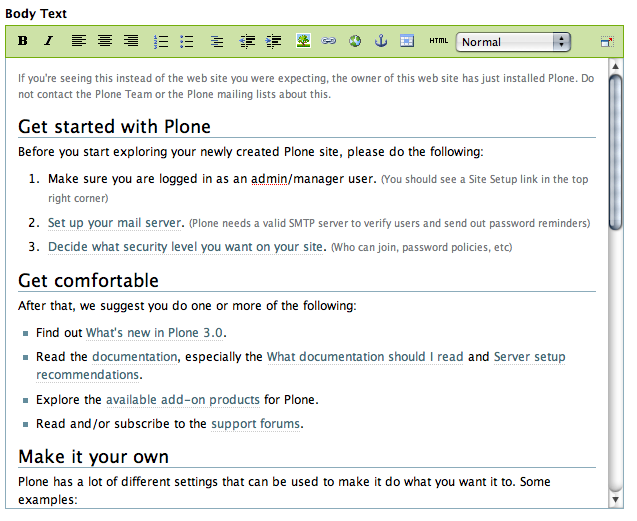 Body Text
B I HTML Normal
If you're seeing this instead of the web site you were expecting, the owner of this web site has just installed Plone. Do
not contact the Plone Team or the Plone mailing lists about this.
Get started with Plone
Before you start exploring your newly created Plone site, please do the following:
1. Make sure you are logged in as an admin/manager user. (You should see a Site Setup link in the top
right corner)
2. Set up your mail server. (Plone needs a valid SMTP server to verify users and send out password reminders)
3. Decide what security level you want on your site. (Who can join, password policies, etc)
Get comfortable
After that, we suggest you do one or more of the following:
Find out What's new in Plone 3.0.
Read the documentation, especially the What documentation should I read and Server setup
recommendations.
Explore the available add-on products for Plone.
Read and/or subscribe to the support forums.
Make it your own
Plone has a lot of different settings that can be used to make it do what you want it to. Some
examples: